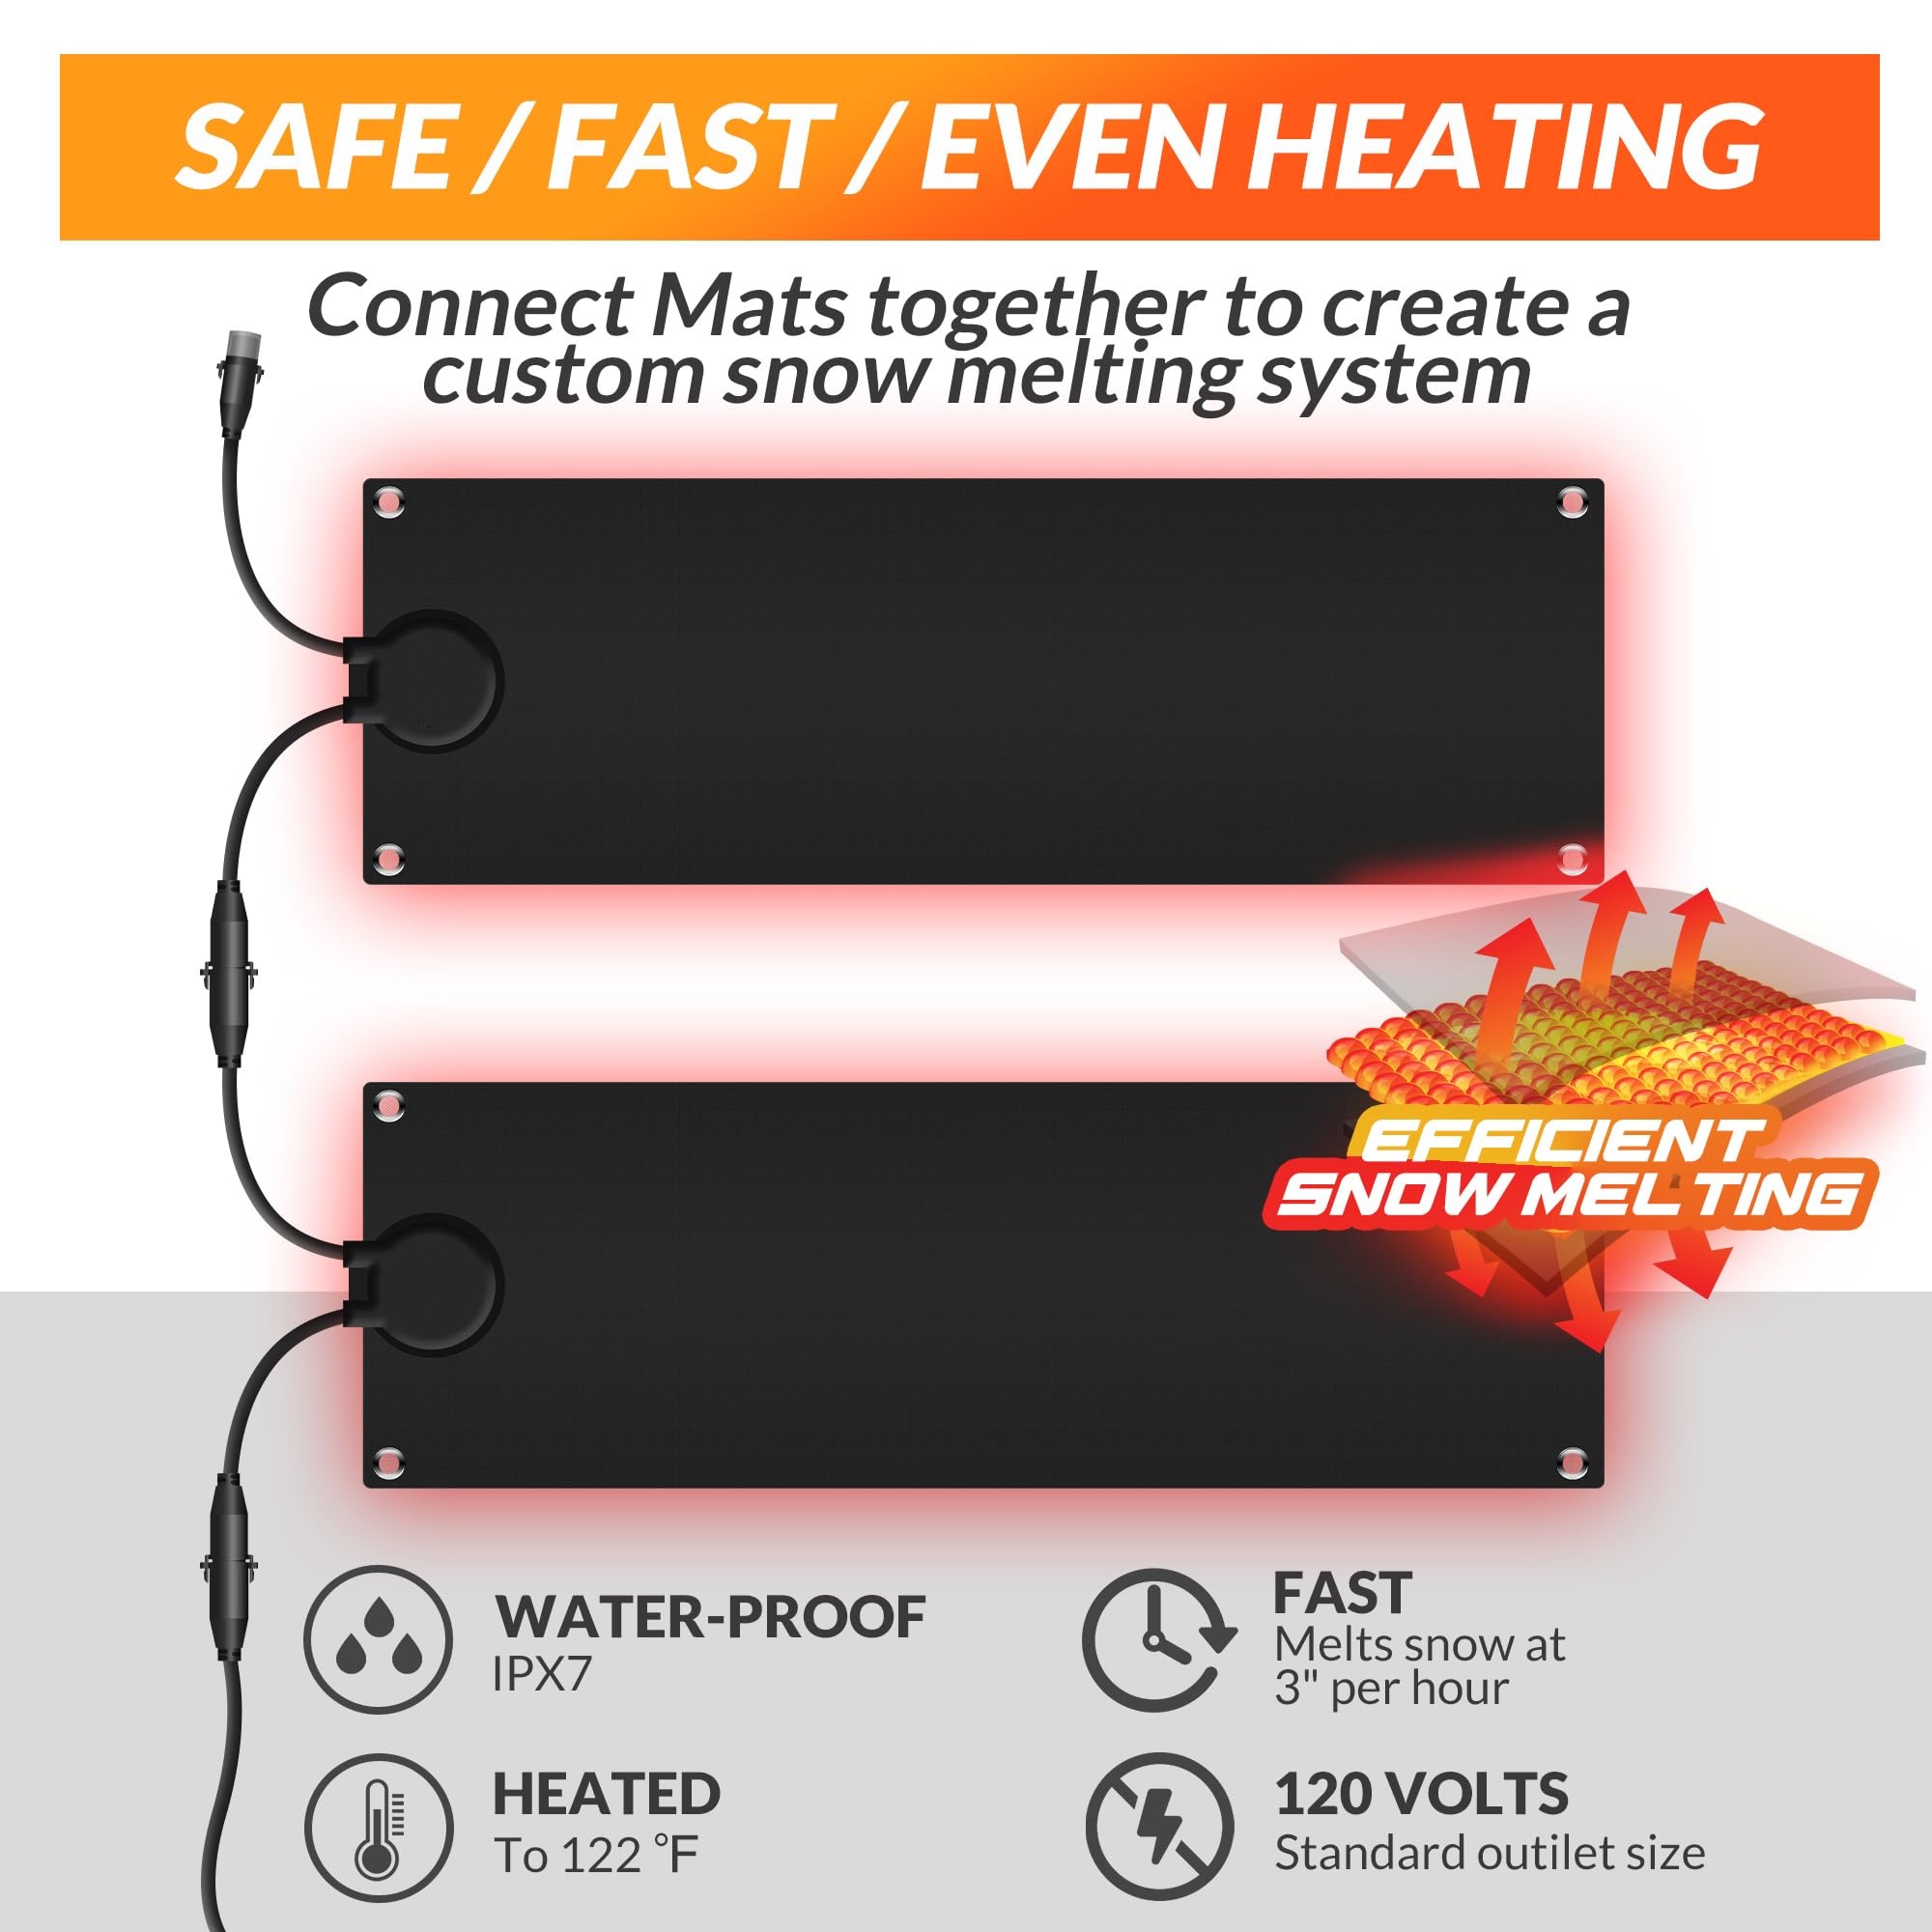 SAFE / FAST / EVEN HEATING
Connect Mats together to create a
custom snow melting system
EFFICIENT
SNOW MELTING
WATER-PROOF
IPX7
FAST
Melts snow at
3" per hour
HEATED
To 122 °F
120 VOLTS
Standard outilet size